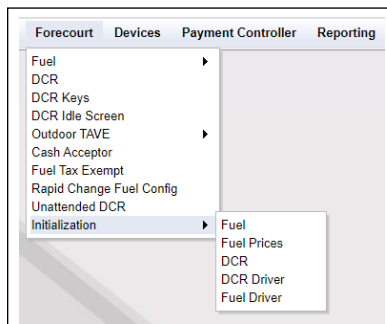 Forecourt Devices Payment Controller Reporting
Fuel
DCR
DCR Keys
DCR Idle Screen
Outdoor TAVE
Cash Acceptor
Fuel Tax Exempt
Rapid Change Fuel Config
Unattended DCR
Initialization
Fuel
Fuel Prices
DCR
DCR Driver
Fuel Driver